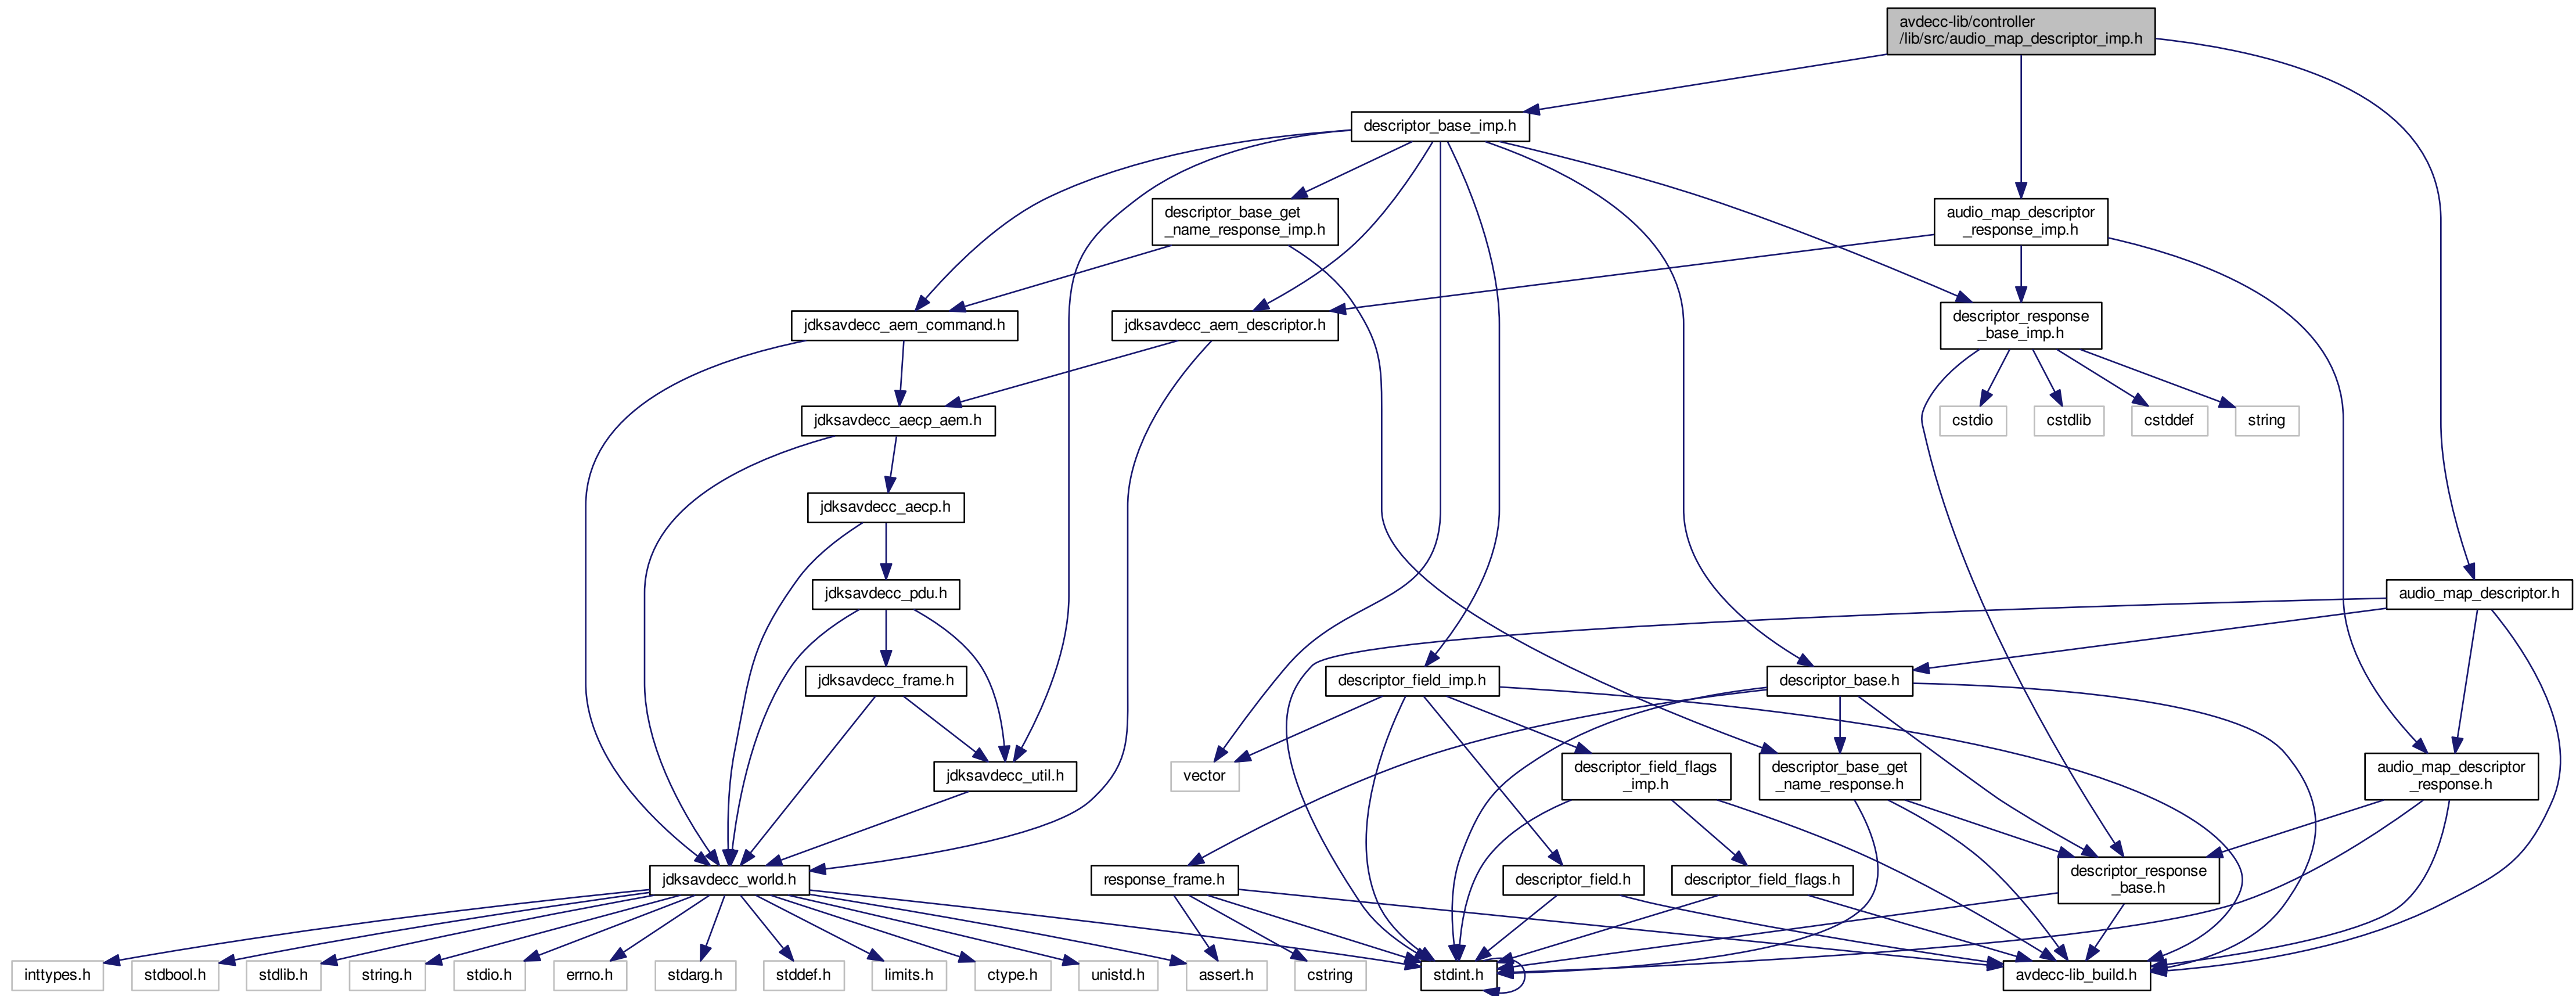 avdecc-lib/controller
/lib/src/audio_map_descriptor_imp.h
descriptor_base_imp.h
descriptor_base_get
_name_response_imp.h
audio_map_descriptor
_response_imp.h
jdksavdecc_aem_command.h
jdksavdecc_aem_descriptor.h
descriptor_response
_base_imp.h
jdksavdecc_aecp_aem.h
cstdio
cstdlib
cstddef
string
jdksavdecc_aecp.h
jdksavdecc_pdu.h
audio_map_descriptor.h
jdksavdecc_frame.h
descriptor_field_imp.h
descriptor_base.h
jdksavdecc_util.h
vector
descriptor_field_flags
_imp.h
descriptor_base_get
_name_response.h
audio_map_descriptor
_response.h
jdksavdecc_world.h
response_frame.h
descriptor_field.h
descriptor_field_flags.h
descriptor_response
_base.h
inttypes.h
stdbool.h
stdlib.h
string.h
stdio.h
errno.h
stdarg.h
stddef.h
limits.h
ctype.h
unistd.h
assert.h
cstring
stdint.h
avdecc-lib_build.h